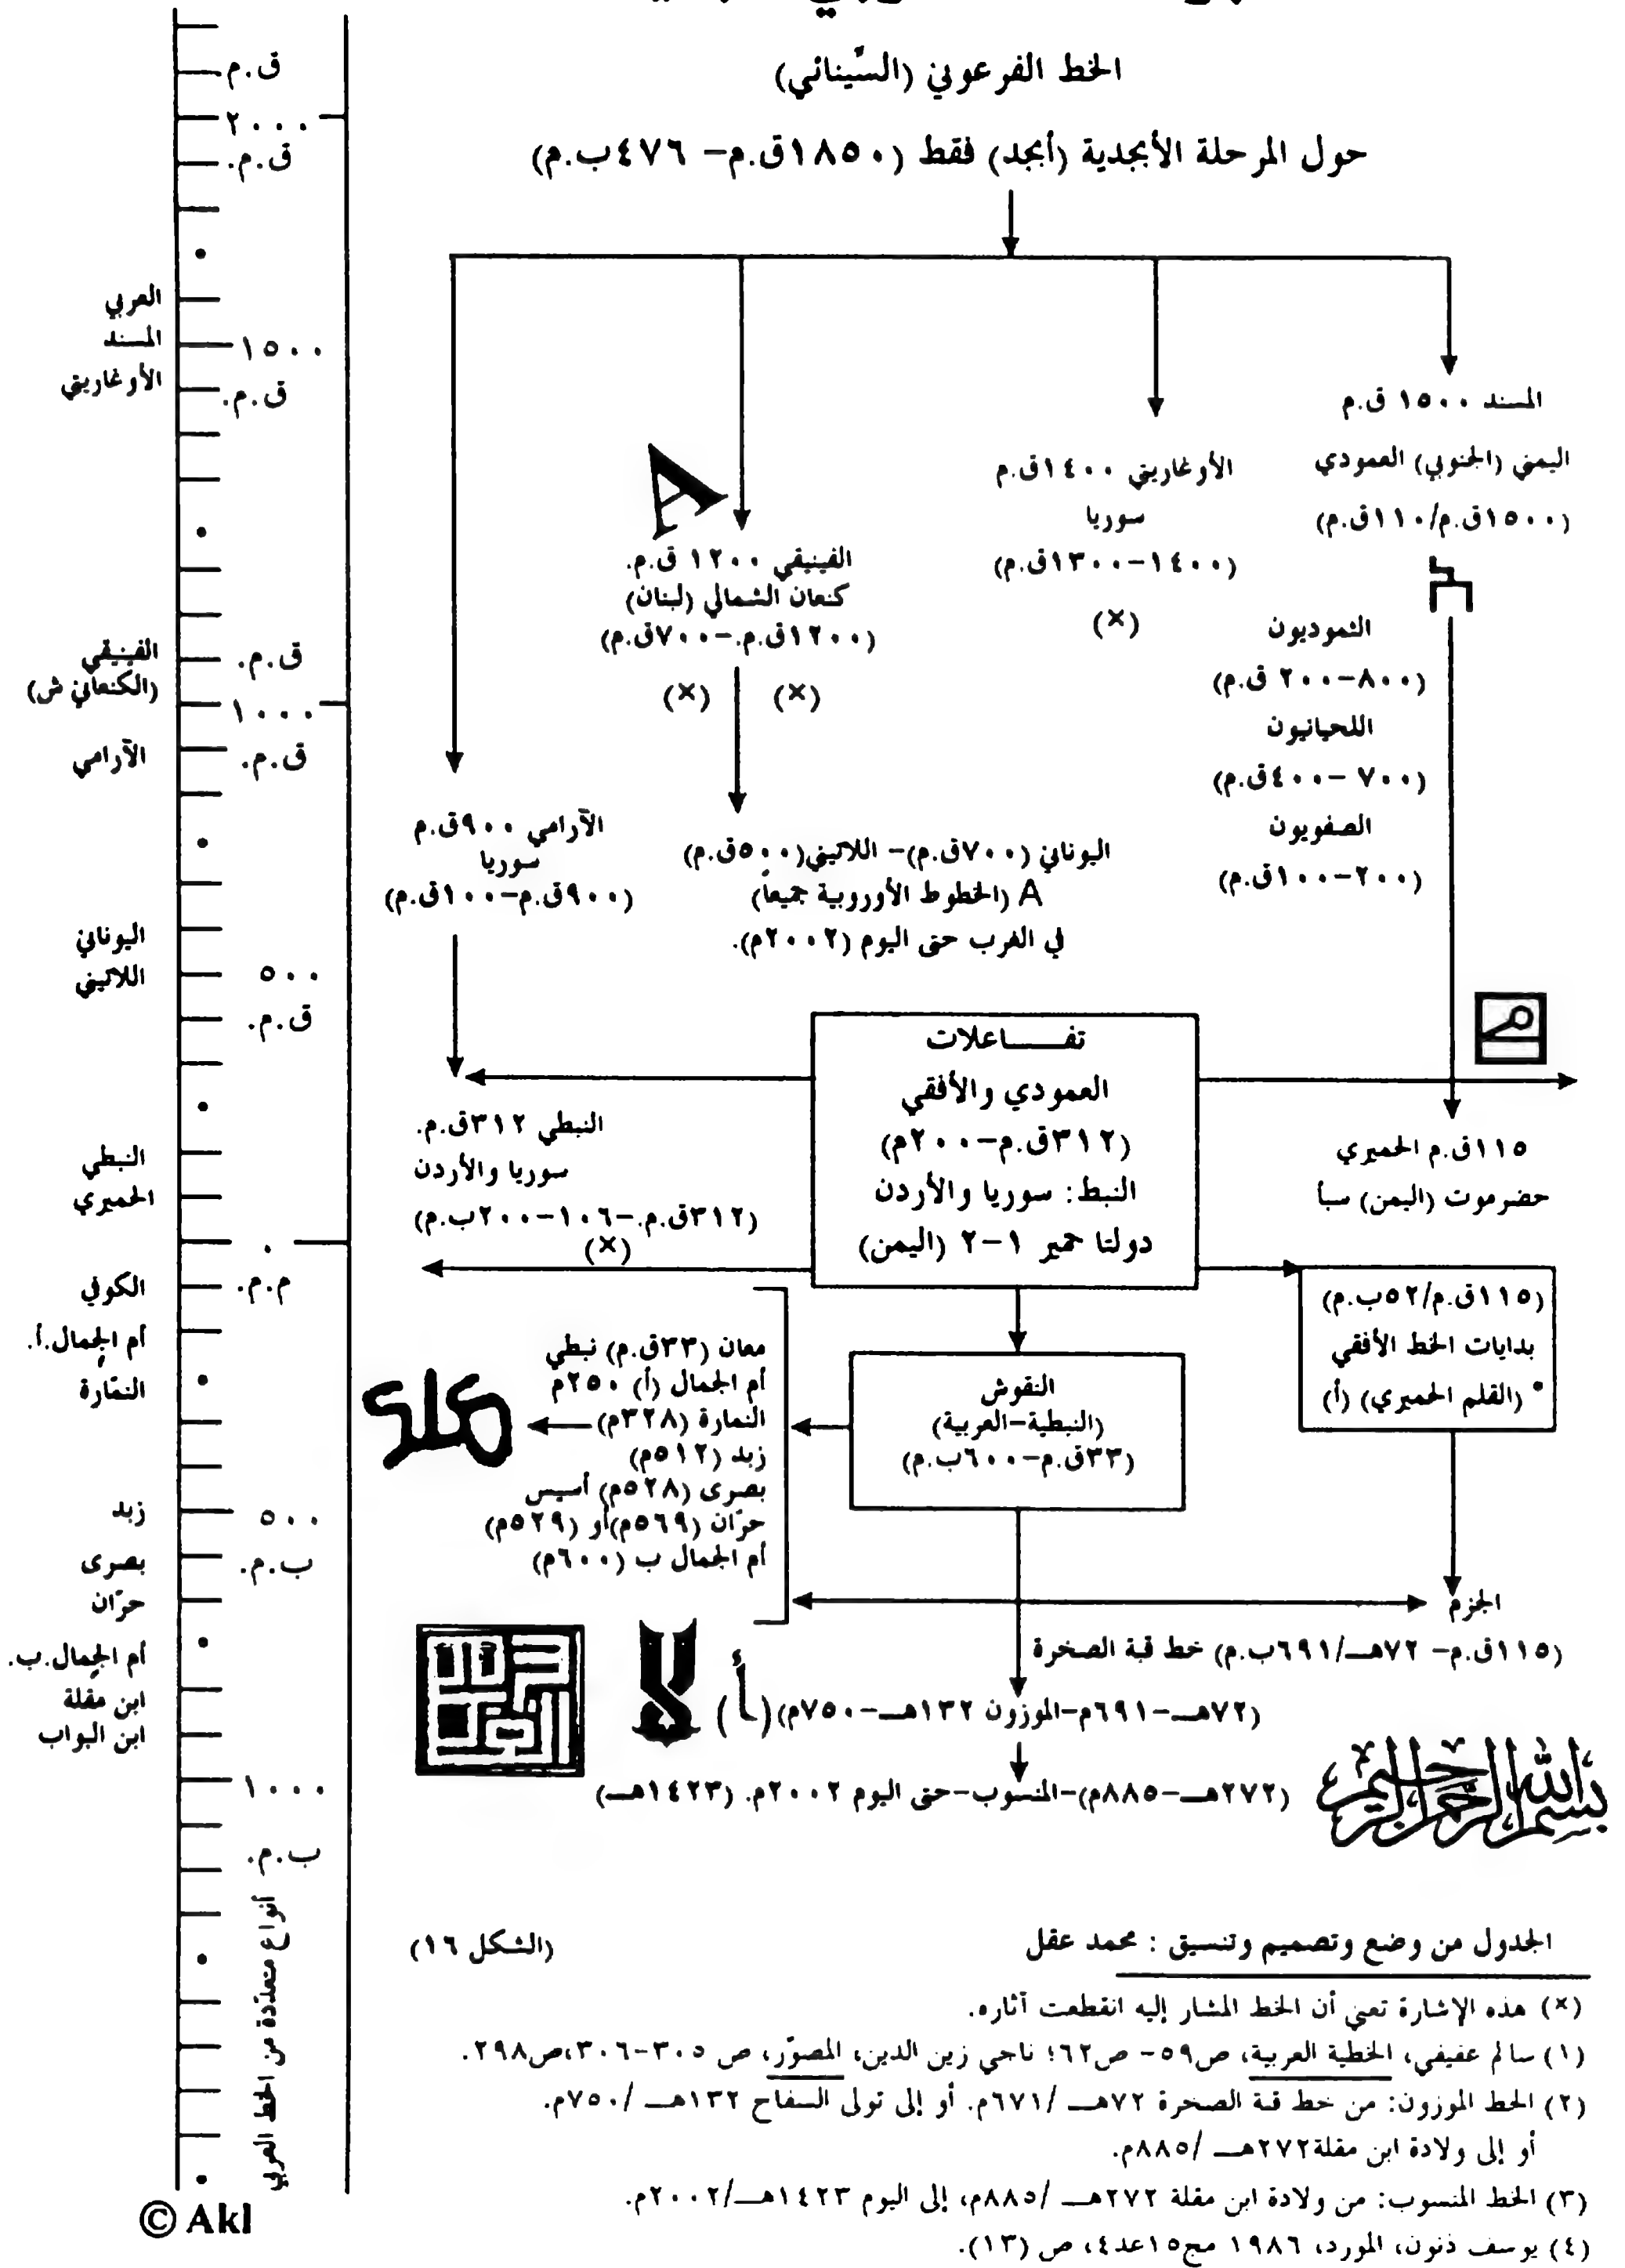 الخط الفرعوني (السّينائي)
حول المرحلة الأبجدية (أبجد) فقط (١٨٥٠ق.م– ٤٧٦ب.م)
المسند ١٥٠٠ ق.م
اليمني (الجنوبي) العمودي
(١٥٠٠ق.م/١١٠ق.م)
الثموديون
(٨٠٠–٢٠٠ ق.م)
اللحيانيون
(٧٠٠ –٤٠٠ق.م)
الصفويون
(٢٠٠–١٠٠ق.م)
الأوغاريتي ١٤٠٠ق.م
سوريا
(١٤٠٠–١٣٠٠ق.م)
(×)
A
الفينيقي ١٢٠٠ ق.م.
كنعان الشمالي (لبنان)
(١٢٠٠ق.م.–٧٠٠ق.م)
(×) (×)
اليوناني (٧٠٠ق.م)– اللاتيني(٥٠٠ق.م)
A (الخطوط الأوروبية جميعاً)
في الغرب حتى اليوم (٢٠٠٢م).
الآرامي ٩٠٠ق.م
سوريا
(٩٠٠ق.م–١٠٠ق.م)
تفـــــاعلات
العمودي والأفقي
(٣١٢ق.م–٢٠٠م)
النبط: سوريا والأردن
دولتا حمير ١–٢ (اليمن)
١١٥ق.م الحميري
حضرموت (اليمن) سبأ
النبطي ٣١٢ق.م.
سوريا والأردن
(٣١٢ق.م.–١٠٦–٢٠٠ب.م)
(×)
(١١٥ق.م/٥٢ب.م)
بدايات الخط الأفقي
• (القلم الحميري) (أ)
النقوش
(النبطية–العربية)
(٣٣ق.م–٦٠٠ب.م)
معان (٣٣ق.م) نبطي
أم الجمال (أ) ٢٥٠م
النمارة (٣٢٨م)
زبد (٥١٢م)
بصرى (٥٢٨م) أسيس
حرّان (٥٦٩م)أو (٥٢٩م)
أم الجمال ب (٦٠٠م)
الجزم
(١١٥ق.م– ٧٢هـ/٦٩١ب.م) خط قبة الصخرة
(٧٢هـ–٦٩١م–الموزون ١٣٢هـ–٧٥٠م)(أ)
(٢٧٢هـ–٨٨٥م)–المنسوب–حتى اليوم ٢٠٠٢م. (١٤٢٣هـ)
بسم الله الرحمن الرحيم
ق.م
٢٠٠٠
ق.م.
العربي
المسند
١٥٠٠
الأوغاريتي
ق.م.
الفينيقي
ق.م.
(الكنعاني ش)
١٠٠٠
الآرامي
ق.م.
اليوناني
اللاتيني
٥٠٠
ق.م.
النبطي
الحميري
٠
الكوفي
م.م.
أم الجمال.أ.
النمّارة
زبد
٥٠٠
بصرى
ب.م.
حرّان
أم الجمال.ب.
ابن مقلة
ابن البواب
١٠٠٠
ب.م.
أنواع متعدّدة من الخط العربي
الجدول من وضع وتصميم وتنسيق : محمد عقل
(الشكل ١٦)
(×) هذه الإشارة تعني أن الخط المشار إليه انقطعت آثاره.
(١) سالم عفيفي، الخطية العربية، ص٥٩– ص٦٢؛ ناجي زين الدين، المصوّر، ص ٣٠٥–٣٠٦،ص٢٩٨.
(٢) الخط الموزون: من خط قبة الصخرة ٧٢هـ /٦٧١م. أو إلى تولى السفاح ١٣٢هـ /٧٥٠م.
أو إلى ولادة ابن مقلة٢٧٢هـ /٨٨٥م.
(٣) الخط المنسوب: من ولادة ابن مقلة ٢٧٢هـ /٨٨٥م، إلى اليوم ١٤٢٣هـ/٢٠٠٢م.
(٤) يوسف ذنون، المورد، ١٩٨٦ مج١٥عد٤، ص (١٣).
© Akl